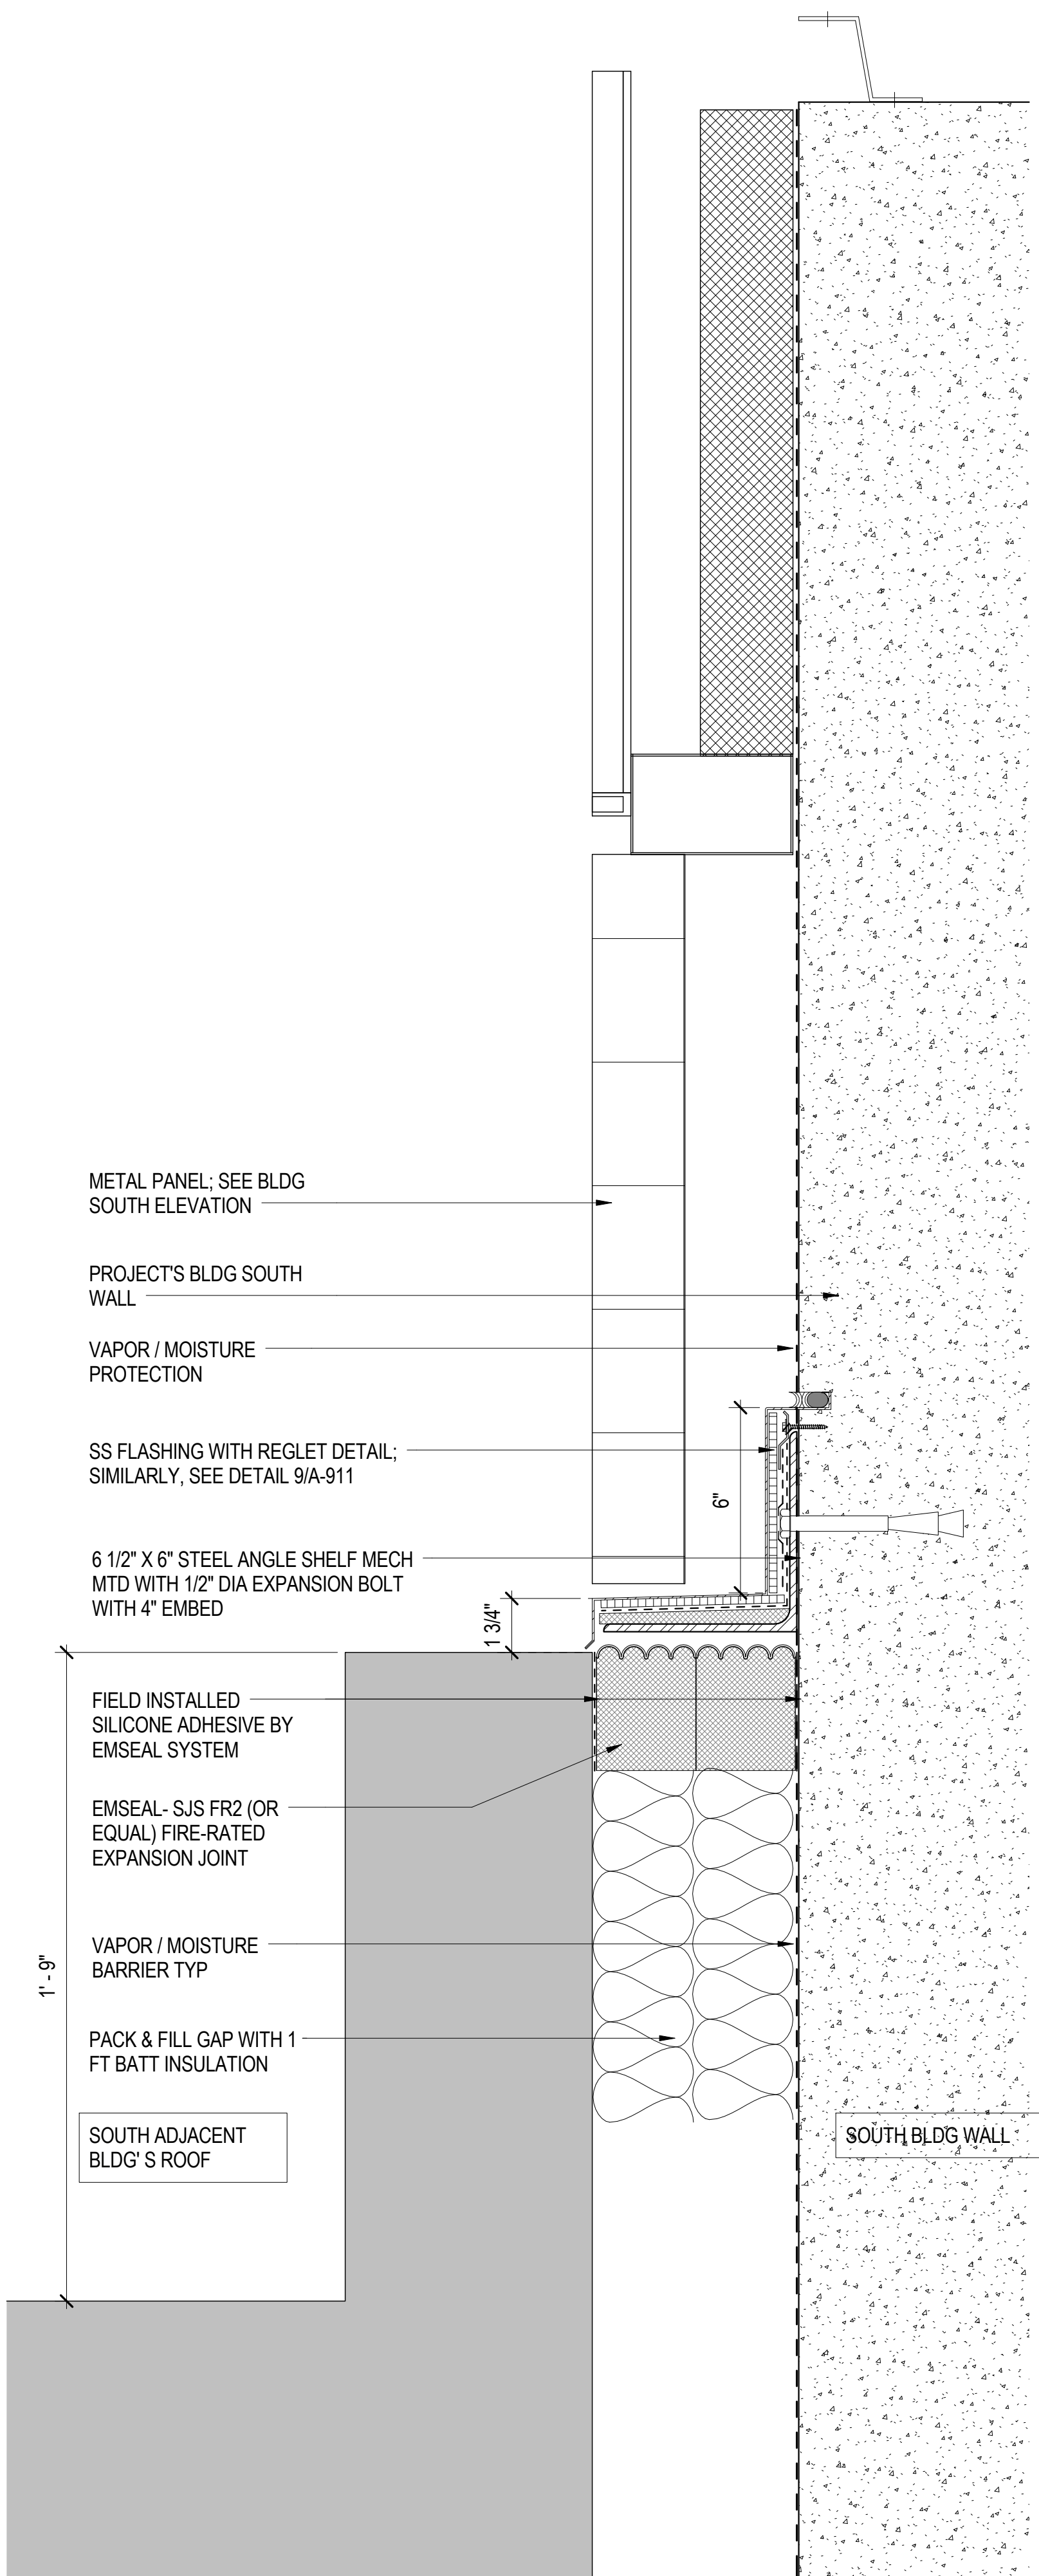 METAL PANEL; SEE BLDG
SOUTH ELEVATION
PROJECT'S BLDG SOUTH
WALL
VAPOR / MOISTURE
PROTECTION
SS FLASHING WITH REGLET DETAIL;
SIMILARLY, SEE DETAIL 9/A-911
6"
6 1/2" X 6" STEEL ANGLE SHELF MECH
MTD WITH 1/2" DIA EXPANSION BOLT
WITH 4" EMBED
1 3/4"
FIELD INSTALLED
SILICONE ADHESIVE BY
EMSEAL SYSTEM
EMSEAL- SJS FR2 (OR
EQUAL) FIRE-RATED
EXPANSION JOINT
VAPOR / MOISTURE
BARRIER TYP
1' - 9"
PACK & FILL GAP WITH 1
FT BATT INSULATION
SOUTH ADJACENT
BLDG' S ROOF
SOUTH BLDG WALL